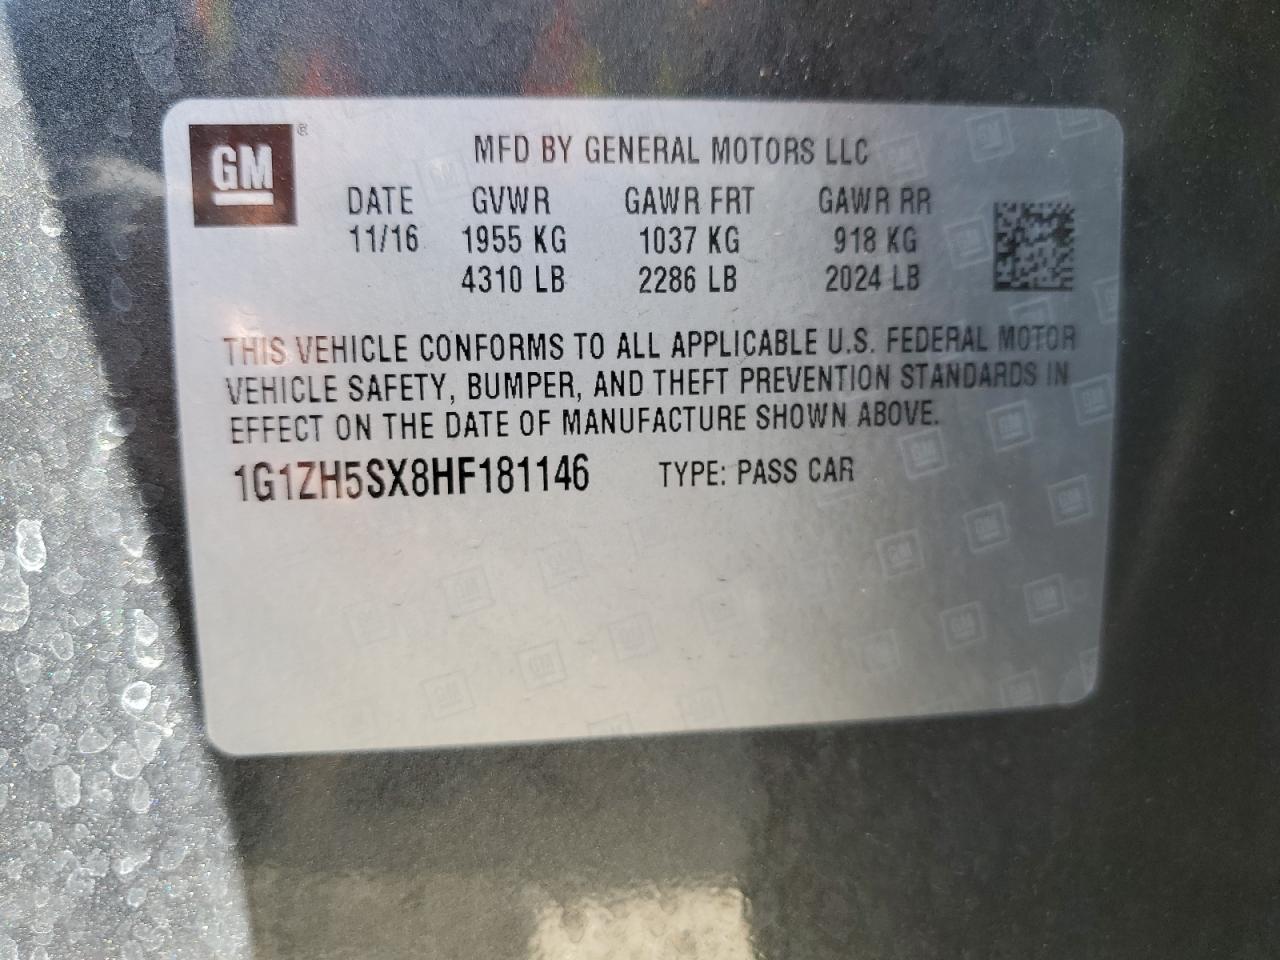 GM®
MFD BY GENERAL MOTORS LLC
DATE GVWR GAWR FRT GAWR RR
11/16 1955 KG 1037 KG 918 KG
4310 LB 2286 LB 2024 LB
THIS VEHICLE CONFORMS TO ALL APPLICABLE U.S. FEDERAL MOTOR
VEHICLE SAFETY, BUMPER, AND THEFT PREVENTION STANDARDS IN
EFFECT ON THE DATE OF MANUFACTURE SHOWN ABOVE.
1G1ZH5SX8HF181146 TYPE: PASS CAR